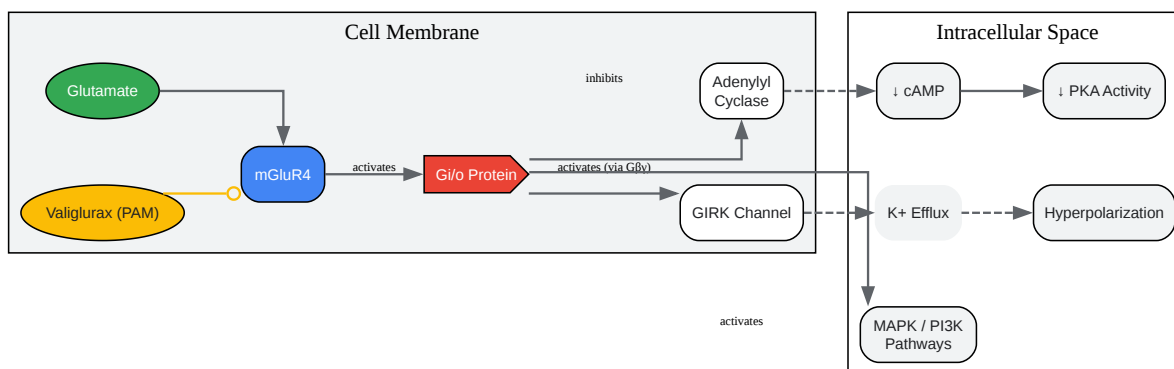 Cell Membrane
Intracellular Space
Glutamate
inhibits
Adenylyl
Cyclase
↓ cAMP
↓ PKA Activity
mGluR4
activates
Gi/o Protein
activates (via Gβγ)
Valiglurax (PAM)
GIRK Channel
K+ Efflux
Hyperpolarization
activates
MAPK / PI3K
Pathways